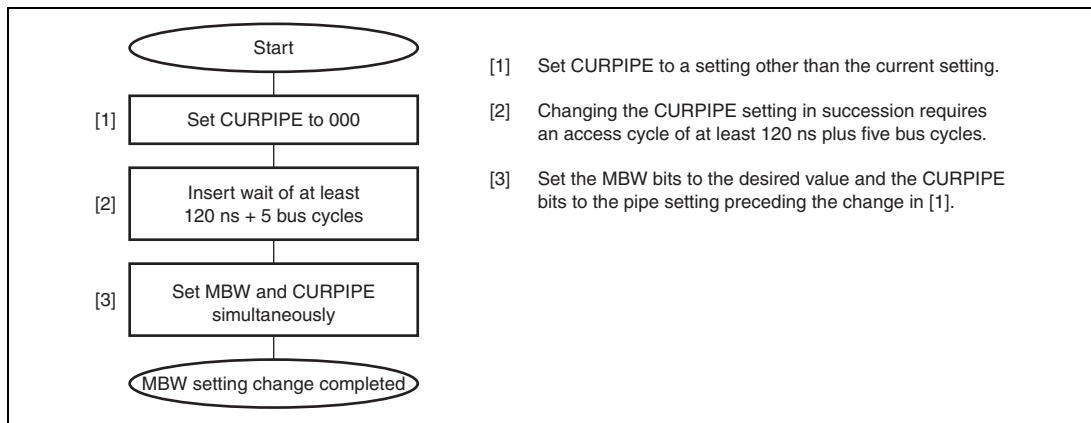 Start
[1]
Set CURPIPE to 000
[2]
Insert wait of at least
120 ns + 5 bus cycles
[3]
Set MBW and CURPIPE
simultaneously
MBW setting change completed
[1] Set CURPIPE to a setting other than the current setting.
[2] Changing the CURPIPE setting in succession requires
an access cycle of at least 120 ns plus five bus cycles.
[3] Set the MBW bits to the desired value and the CURPIPE
bits to the pipe setting preceding the change in [1].